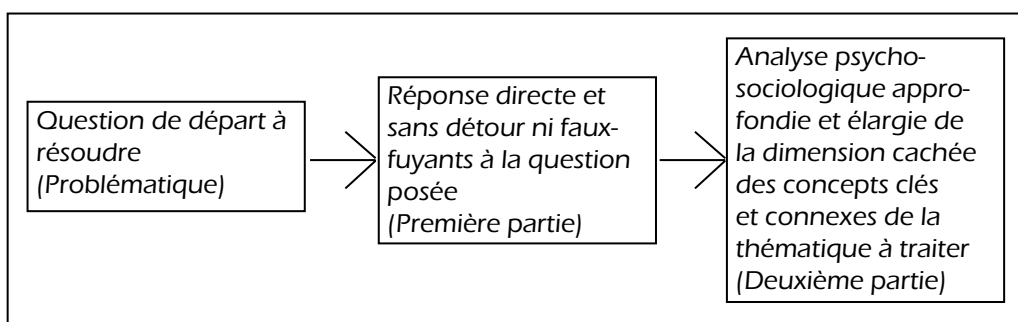 Question de départ à
résoudre
(Problématique)
Réponse directe et
sans détour ni faux-
fuyants à la question
posée
(Première partie)
Analyse psycho-
sociologique appro-
fondie et élargie de
la dimension cachée
des concepts clés
et connexes de la
thématique à traiter
(Deuxième partie)